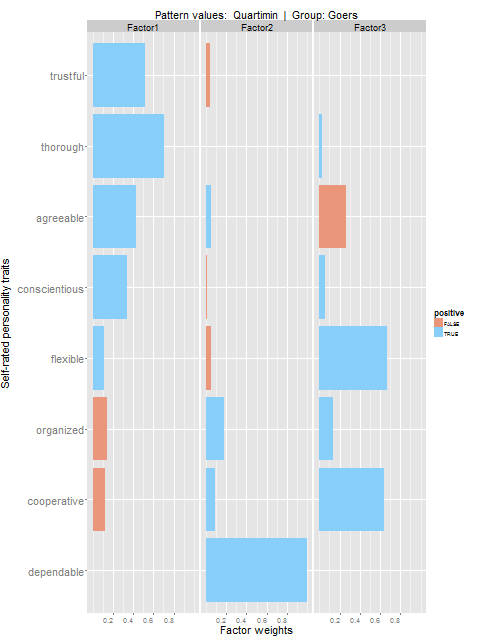 Pattern values: Quartimin | Group: Goers
Factor1 Factor2 Factor3
Self-rated personality traits
trustful
thorough
agreeable
conscientious
flexible
organized
cooperative
dependable
positive
FALSE
TRUE
0.2 0.4 0.6 0.8 0.2 0.4 0.6 0.8 0.2 0.4 0.6 0.8
Factor weights